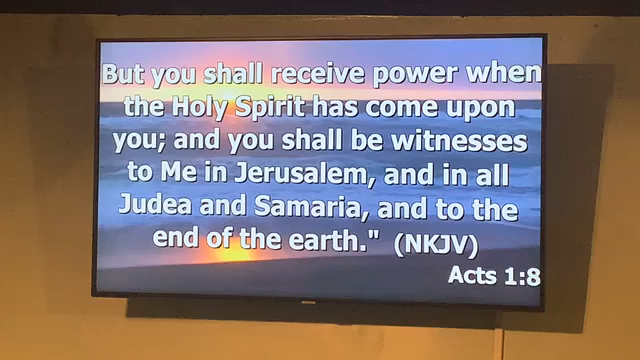 But you shall receive power when
the Holy Spirit has come upon
you; and you shall be witnesses
to Me in Jerusalem, and in all
Judea and Samaria, and to the
end of the earth." (NKJV)
Acts 1:8